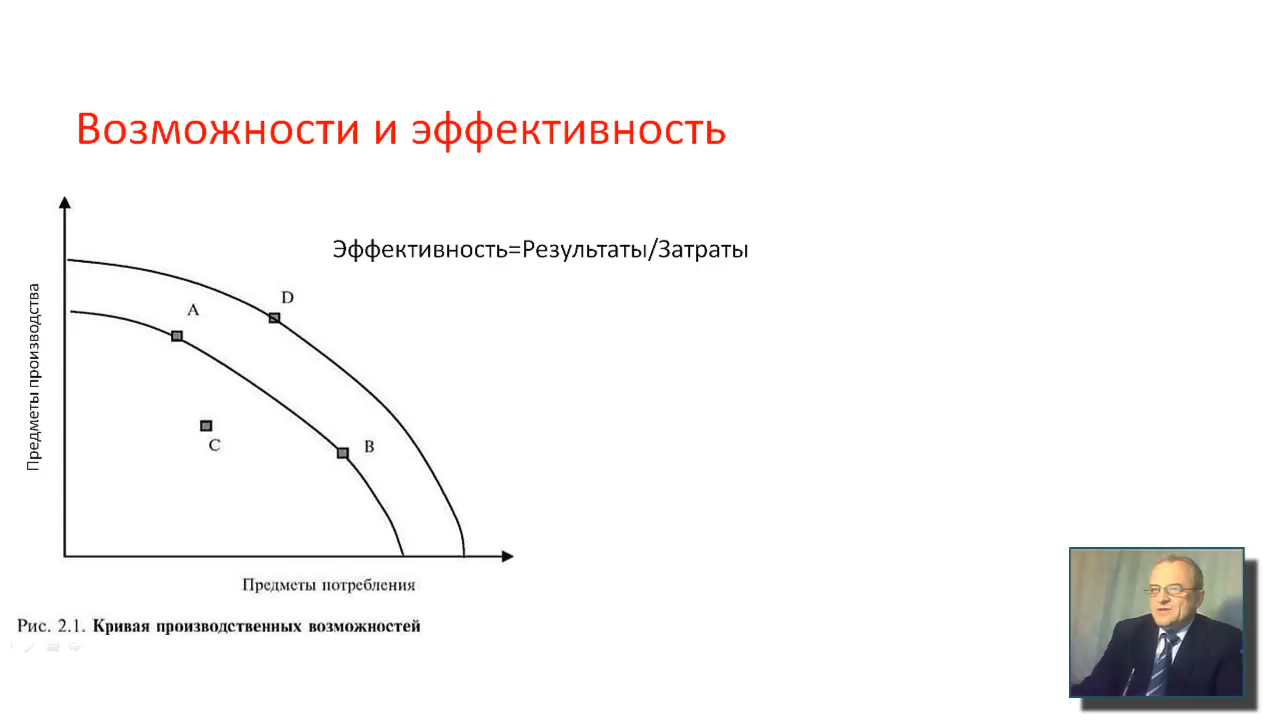 Возможности и эффективность
Эффективность=Результаты/Затраты
Предметы производства
D
A
C
B
Предметы потребления
Рис. 2.1. Кривая производственных возможностей